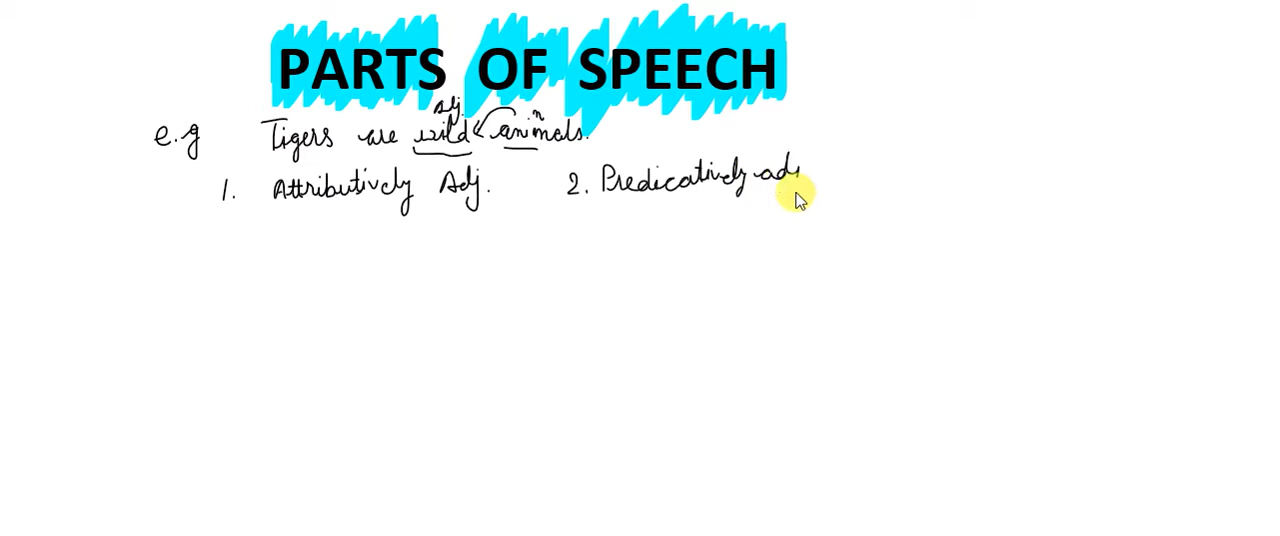 PARTS OF SPEECH
Adj. n
e.g Tigers are wild animals.
1. Attributively Adj. 2. Predicatively adj